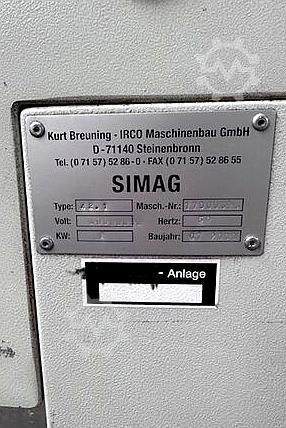 Kurt Breuning - IRCO Maschinenbau GmbH
D-71140 Steinenbronn
Tel. (0 71 57) 52 86-0 - FAX (0 71 57) 52 86 55
SIMAG
Type: Masch.-Nr.:
Volt: Hertz:
KW: Baujahr:
- Anlage